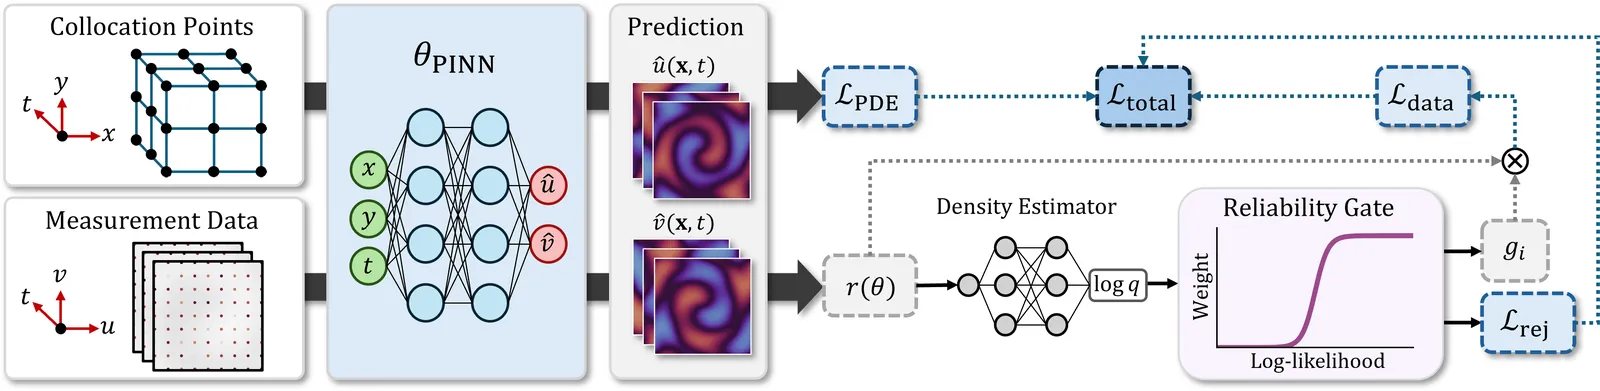 Collocation Points
y
t
x
Measurement Data
v
t
u
θPINN
x
y
t
û
v̂
Prediction
û(x, t)
v̂(x, t)
ℒPDE
ℒtotal
ℒdata
r(θ)
Density Estimator
log q
Reliability Gate
Weight
Log-likelihood
gi
ℒrej